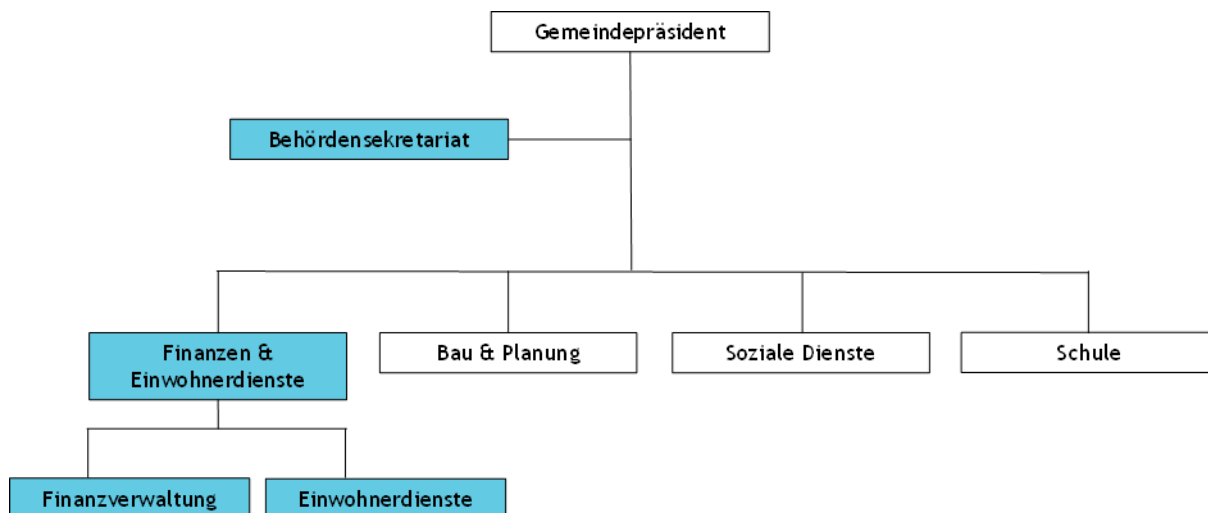 Gemeindepräsident
Behördensekretariat
Finanzen &
Einwohnerdienste
Bau & Planung
Soziale Dienste
Schule
Finanzverwaltung
Einwohnerdienste